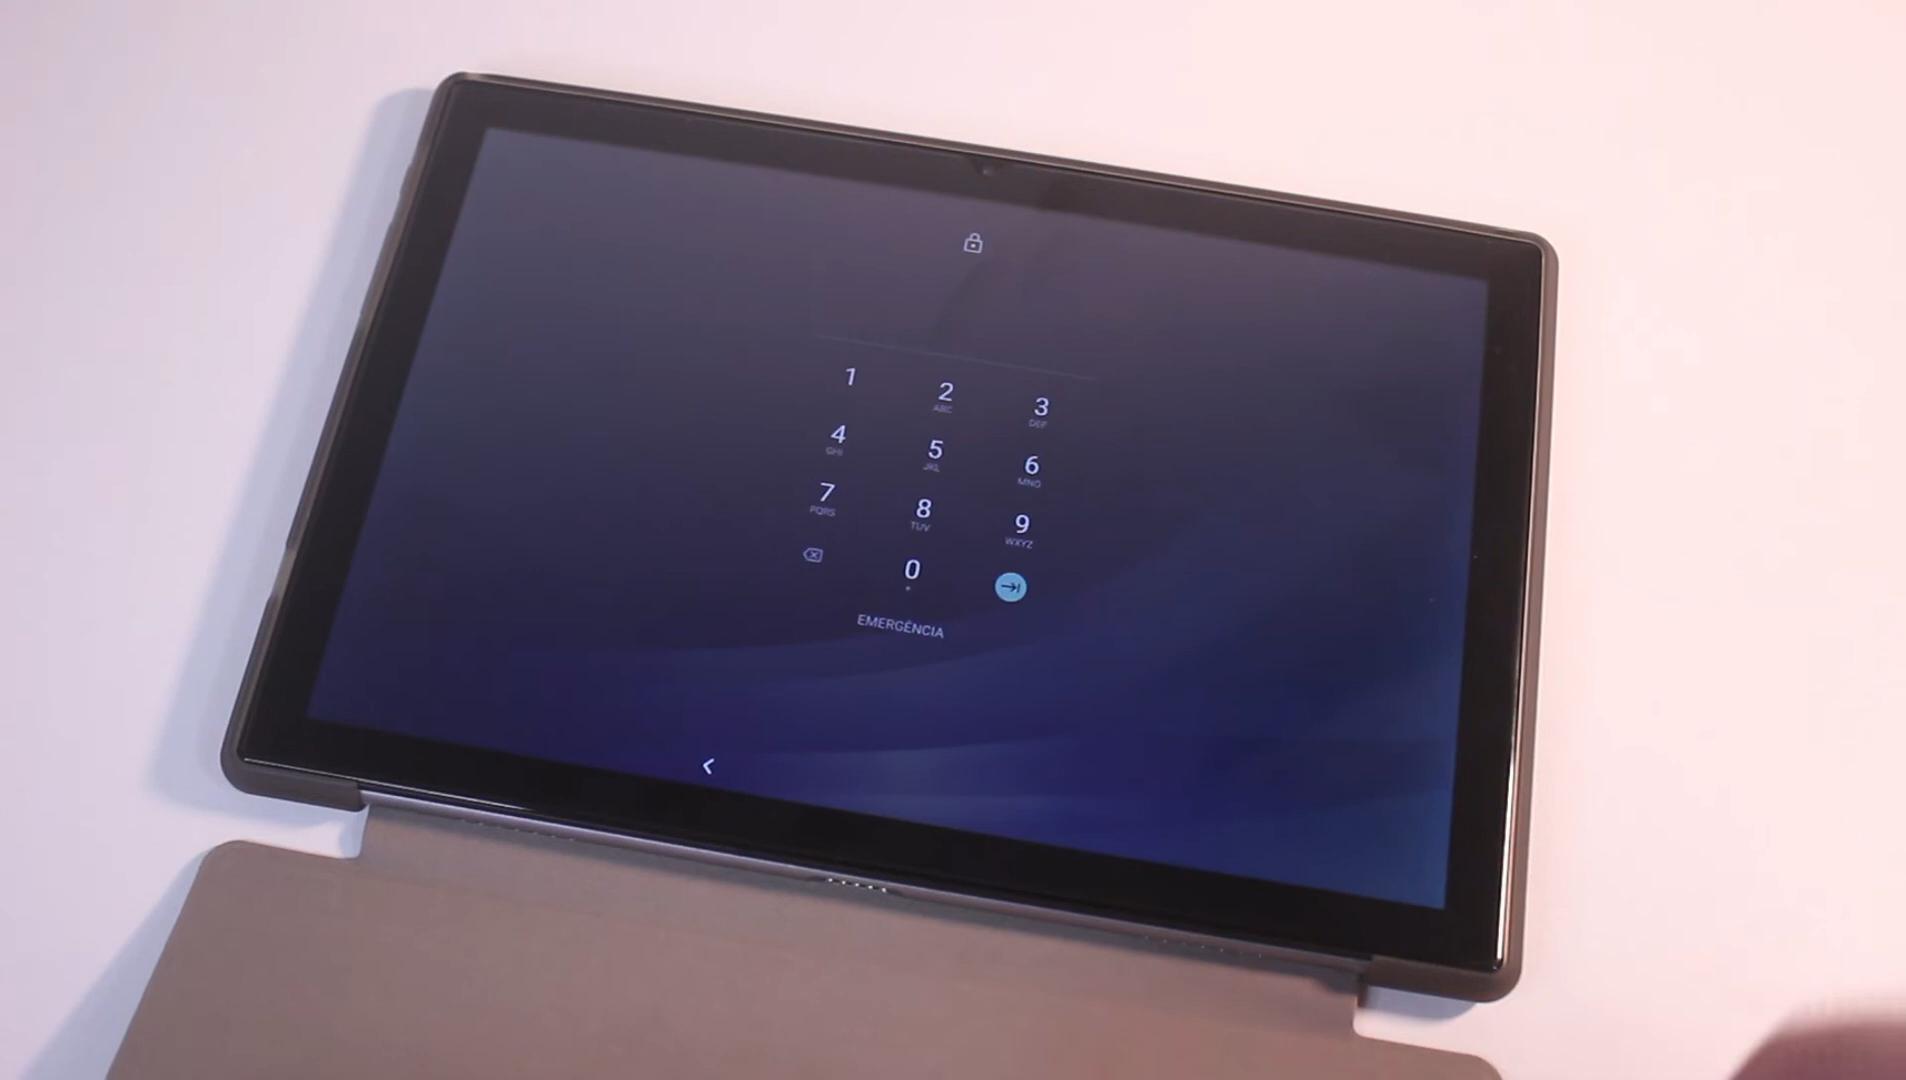 1 2 ABC 3 DEF
4 GHI 5 JKL 6 MNO
7 PQRS 8 TUV 9 WXYZ
0 +
EMERGÊNCIA